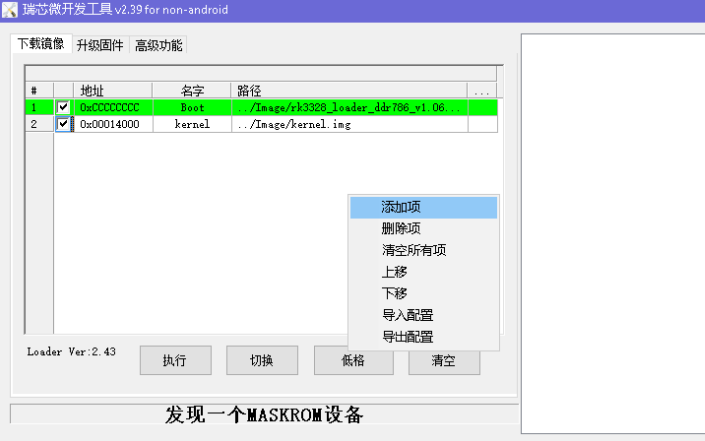 瑞芯微开发工具 v2.39 for non-android
下载镜像 升级固件 高级功能
# 地址 名字 路径 ...
1 0xCCCCCCCC Boot ../Image/rk3328_loader_ddr786_v1.06...
2 0x00014000 kernel ../Image/kernel.img
添加项
删除项
清空所有项
上移
下移
导入配置
导出配置
Loader Ver:2.43 执行 切换 低格 清空
发现一个MASKROM设备